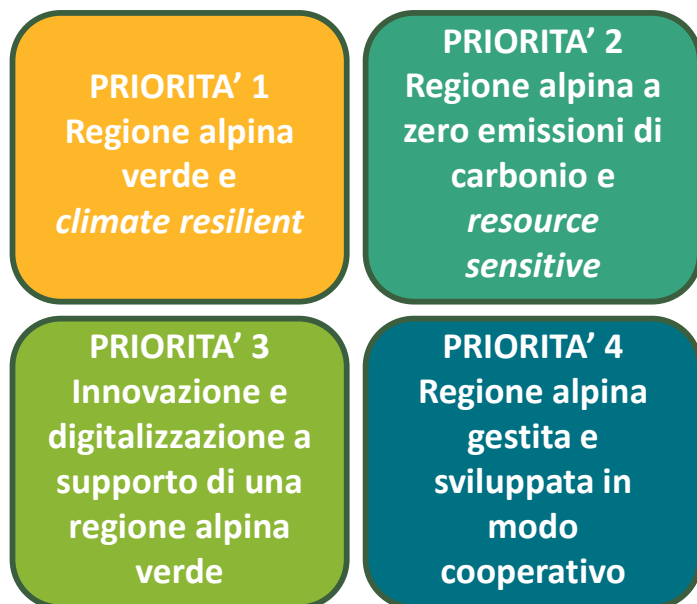 PRIORITA’ 1
Regione alpina
verde e
climate resilient
PRIORITA’ 2
Regione alpina a
zero emissioni di
carbonio e
resource
sensitive
PRIORITA’ 3
Innovazione e
digitalizzazione a
supporto di una
regione alpina
verde
PRIORITA’ 4
Regione alpina
gestita e
sviluppata in
modo
cooperativo